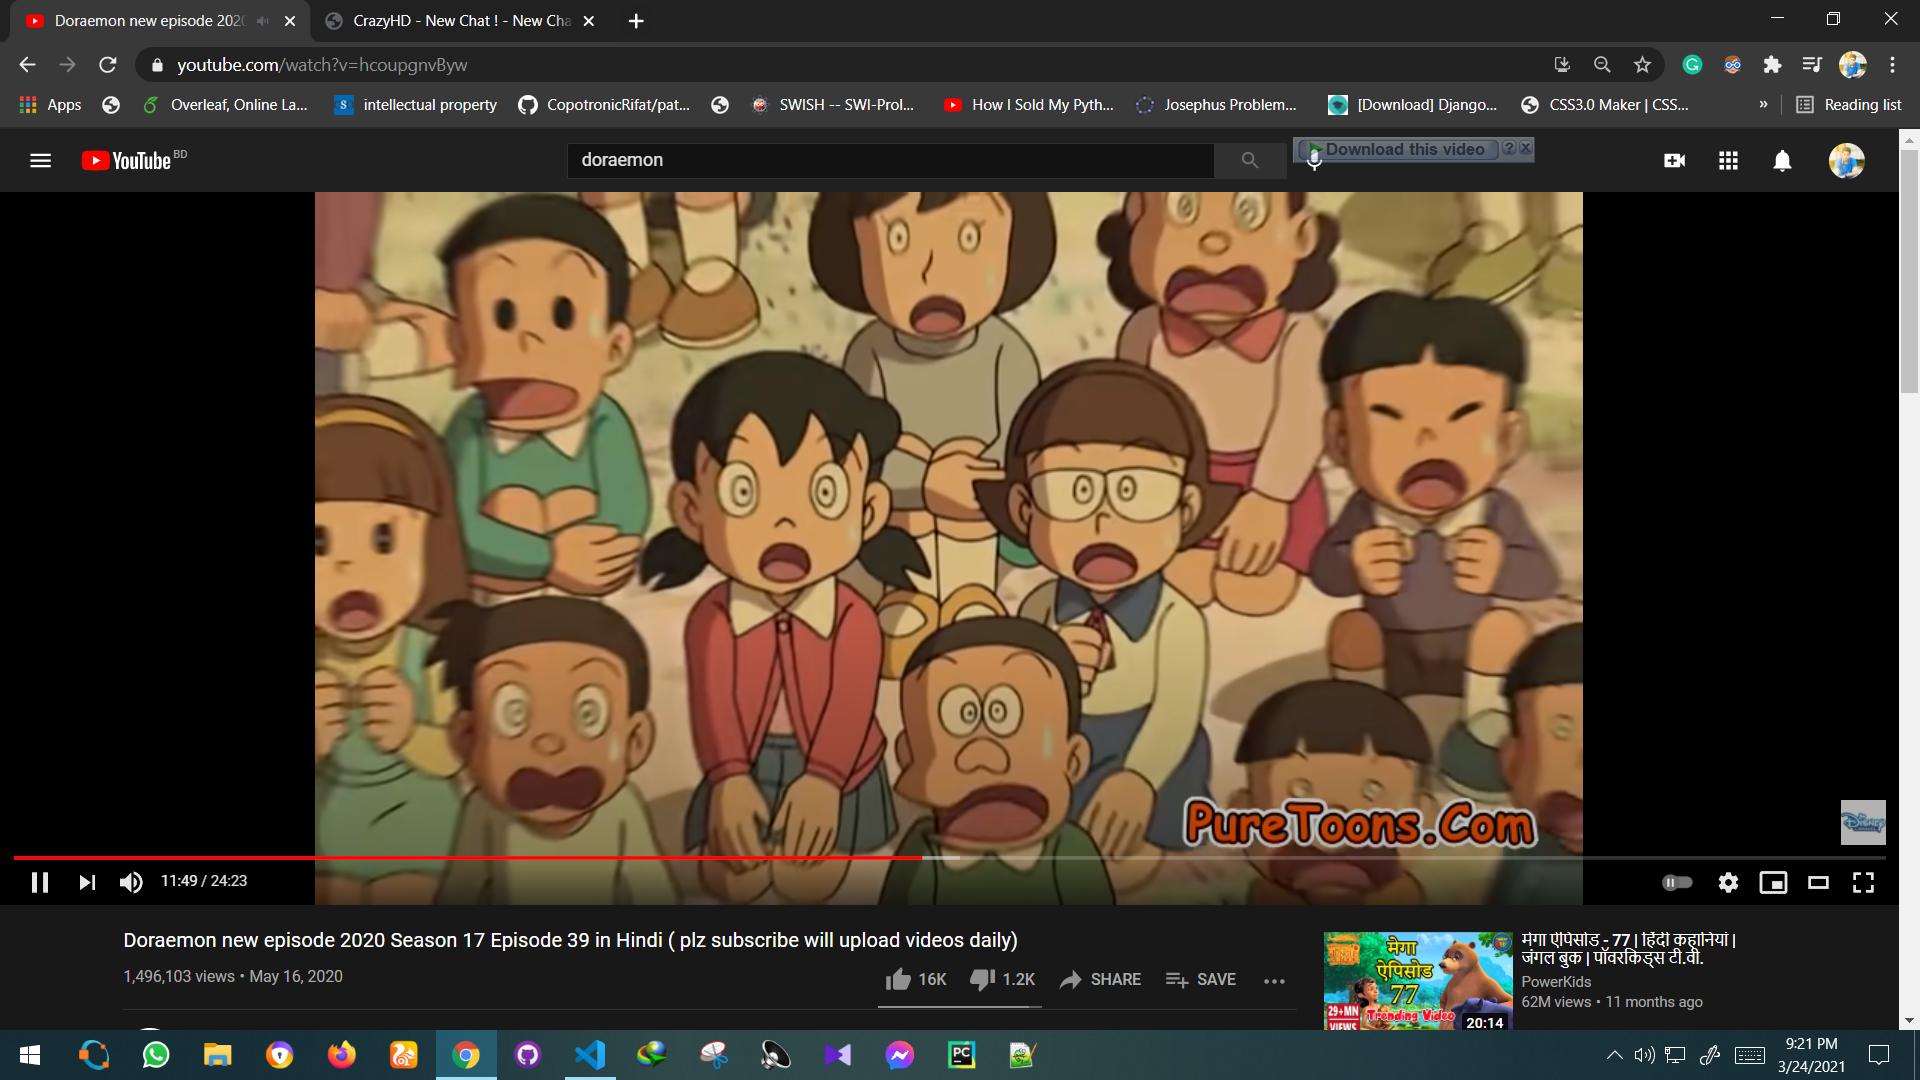 Doraemon new episode 202
CrazyHD - New Chat ! - New Cha
youtube.com/watch?v=hcoupgnvByw
Apps
Overleaf, Online La...
intellectual property
CopotronicRifat/pat...
SWISH -- SWI-Prol...
How I Sold My Pyth...
Josephus Problem...
[Download] Django...
CSS3.0 Maker | CSS...
»
Reading list
YouTube BD
doraemon
Download this video
PureToons.Com
Disney
11:49 / 24:23
Doraemon new episode 2020 Season 17 Episode 39 in Hindi ( plz subscribe will upload videos daily)
1,496,103 views • May 16, 2020
16K
1.2K
SHARE
SAVE
मेगा
ऐपिसोड
77
29+MN
VIEWS
Trending Video
20:14
मेगा ऐपिसोड - 77 | हिंदी कहानियां |
जंगल बुक | पॉवरकिड्स टी.वी.
PowerKids
62M views • 11 months ago
PC
9:21 PM
3/24/2021